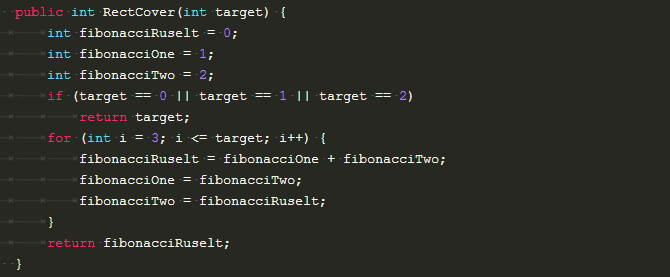 public int RectCover(int target) {
int fibonacciRuselt = 0;
int fibonacciOne = 1;
int fibonacciTwo = 2;
if (target == 0 || target == 1 || target == 2)
return target;
for (int i = 3; i <= target; i++) {
fibonacciRuselt = fibonacciOne + fibonacciTwo;
fibonacciOne = fibonacciTwo;
fibonacciTwo = fibonacciRuselt;
}
return fibonacciRuselt;
}